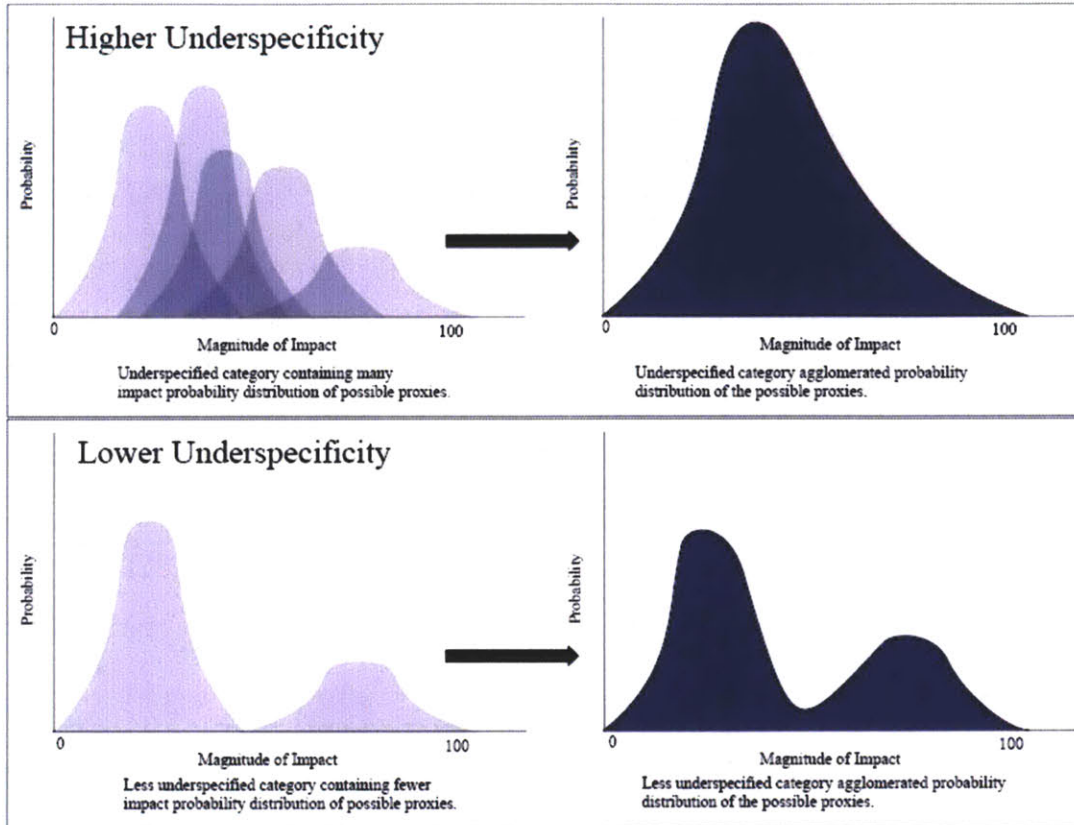 Higher Underspecificity
Probability
0
100
Magnitude of Impact
Underspecified category containing many
impact probability distribution of possible proxies.
Probability
0
100
Magnitude of Impact
Underspecified category agglomerated probability
distribution of the possible proxies.
Lower Underspecificity
Probability
0
100
Magnitude of Impact
Less underspecified category containing fewer
impact probability distribution of possible proxies.
Probability
0
100
Magnitude of Impact
Less underspecified category agglomerated probability
distribution of the possible proxies.